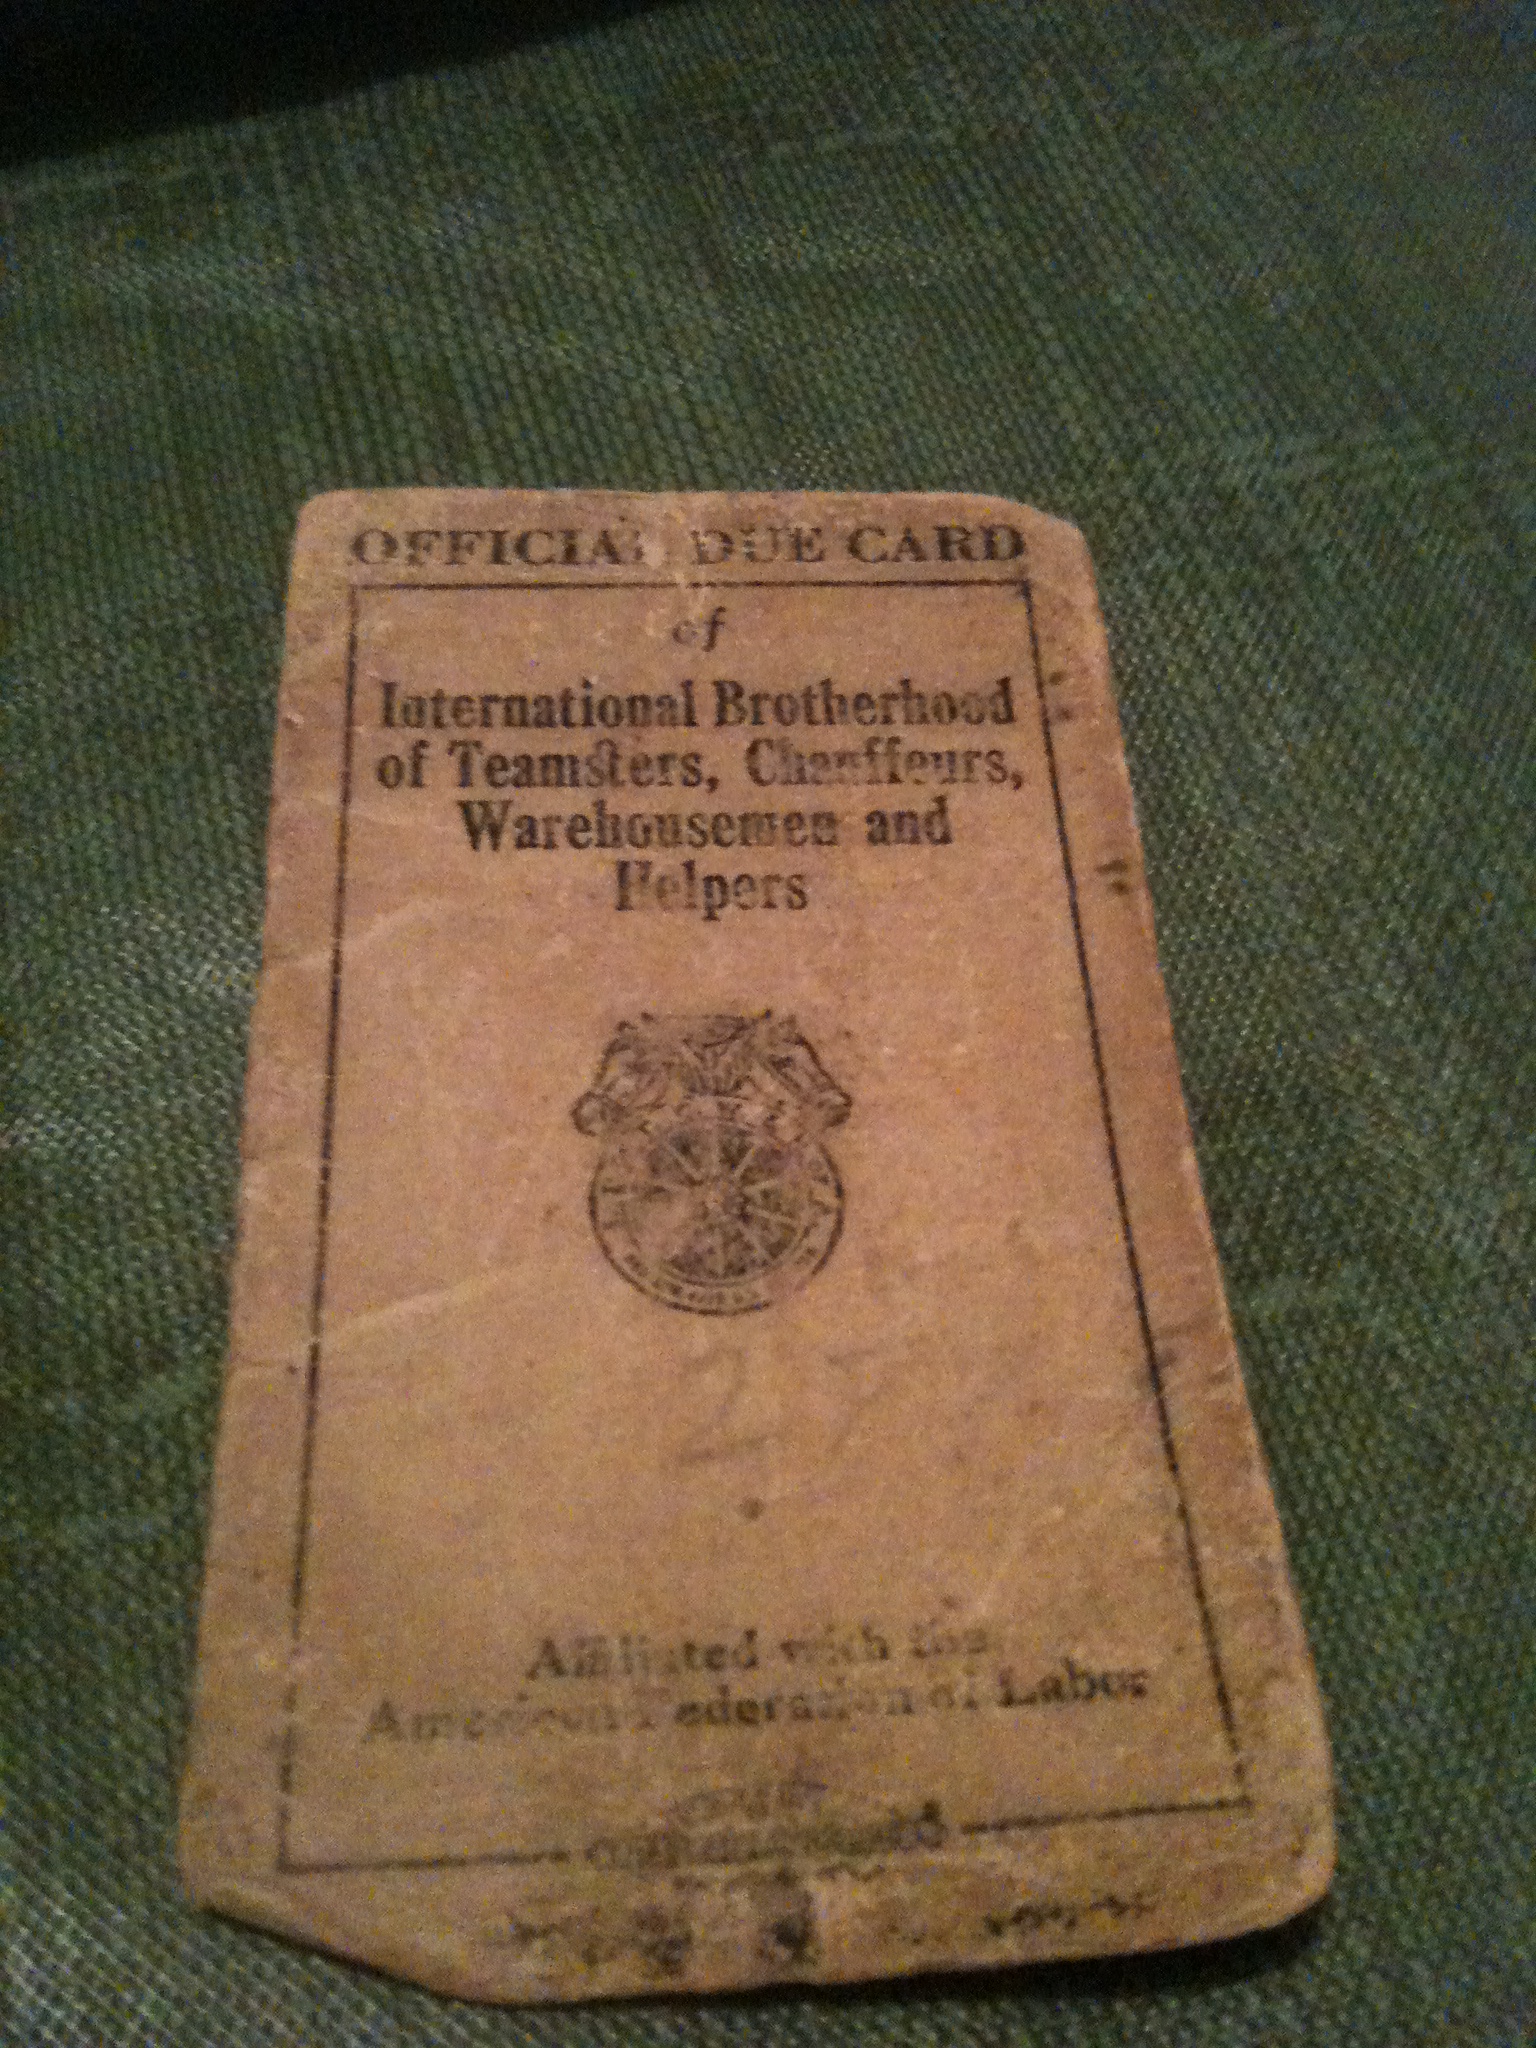 OFFICIAL DUE CARD
of
International Brotherhood
of Teamsters, Chauffeurs,
Warehousemen and
Helpers
25
Affiliated with the
American Federation of Labor